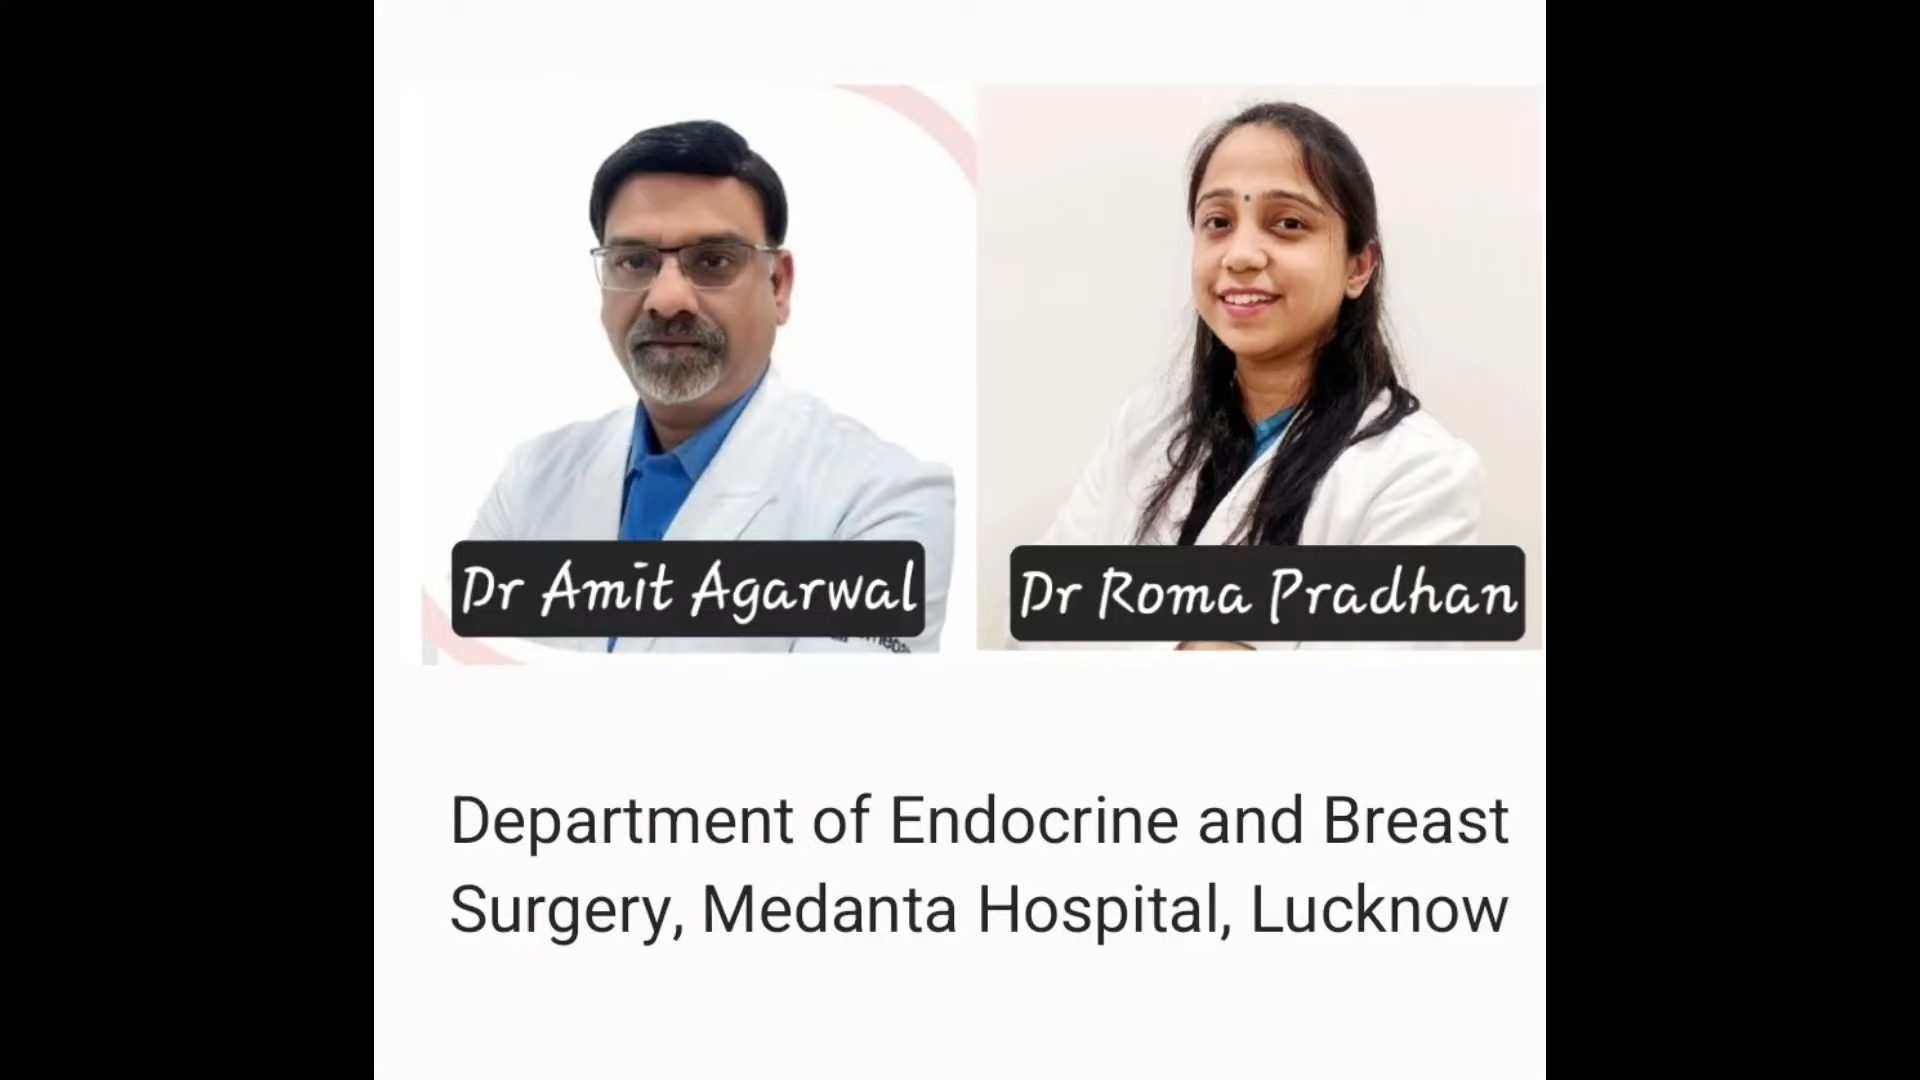 Dr Amit Agarwal
Dr Roma Pradhan
Department of Endocrine and Breast
Surgery, Medanta Hospital, Lucknow